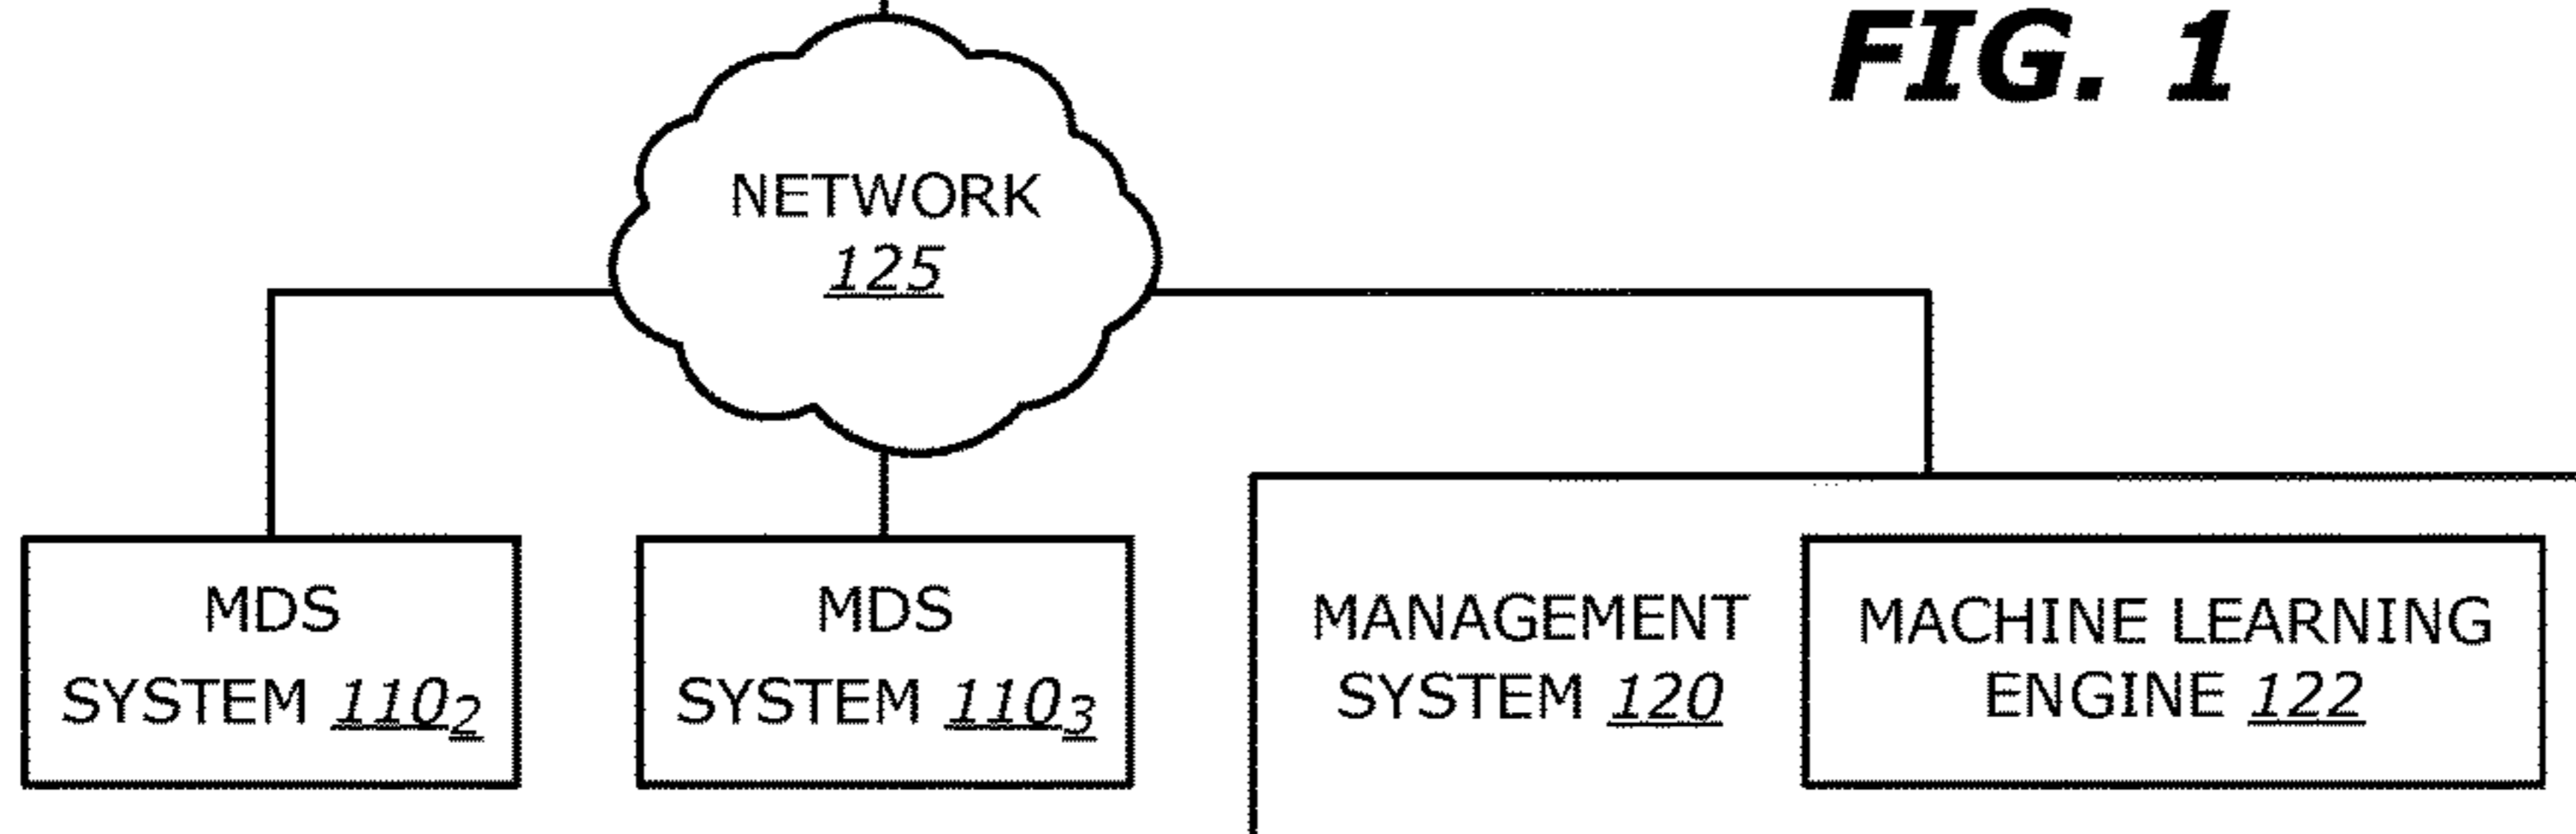 FIG. 1
NETWORK
125
MDS
SYSTEM 110₂
MDS
SYSTEM 110₃
MANAGEMENT
SYSTEM 120
MACHINE LEARNING
ENGINE 122